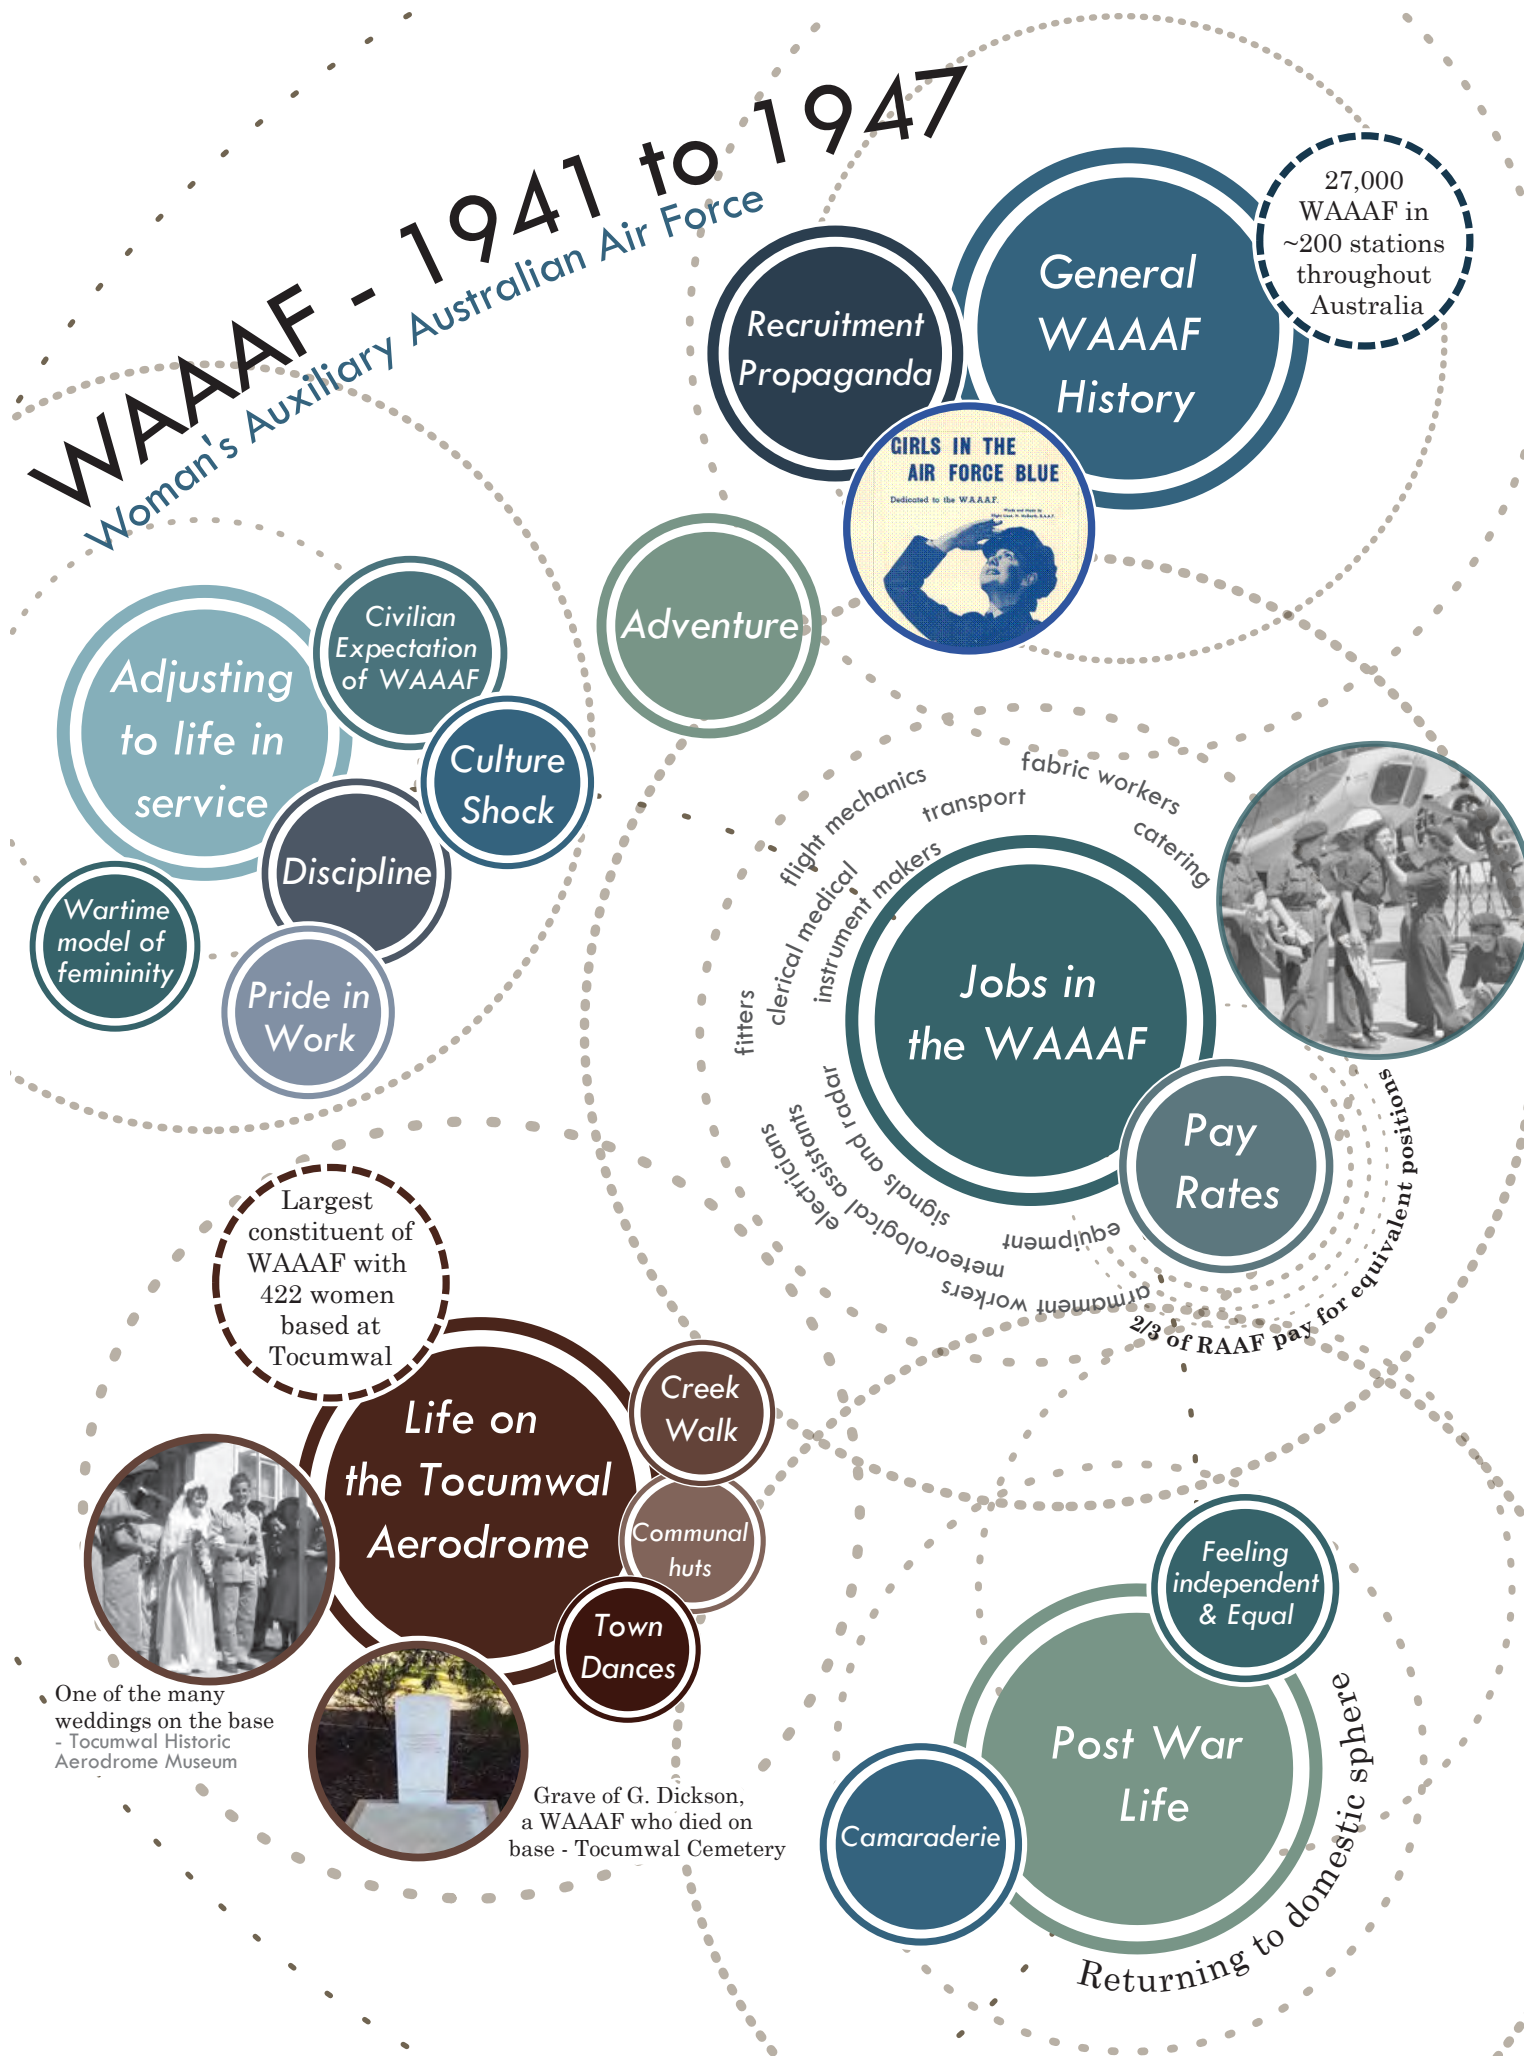 WAAAF - 1941 to 1947
Woman's Auxiliary Australian Air Force
General
WAAAF
History
27,000
WAAAF in
~200 stations
throughout
Australia
Recruitment
Propaganda
GIRLS IN THE
AIR FORCE BLUE
Dedicated to the W.A.A.A.F.
Words and Music by
Adventure
Adjusting
to life in
service
Civilian
Expectation
of WAAAF
Culture
Shock
Discipline
Wartime
model of
femininity
Pride in
Work
Jobs in
the WAAAF
fabric workers
transport
catering
flight mechanics
instrument makers
clerical medical
fitters
signals and radar
meteorological assistants
electricians
equipment
armament workers
Pay
Rates
2/3 of RAAF pay for equivalent positions
Largest
constituent of
WAAAF with
422 women
based at
Tocumwal
Life on
the Tocumwal
Aerodrome
Creek
Walk
Communal
huts
Town
Dances
One of the many
weddings on the base
- Tocumwal Historic
Aerodrome Museum
Grave of G. Dickson,
a WAAAF who died on
base - Tocumwal Cemetery
Post War
Life
Feeling
independent
& Equal
Camaraderie
Returning to domestic sphere